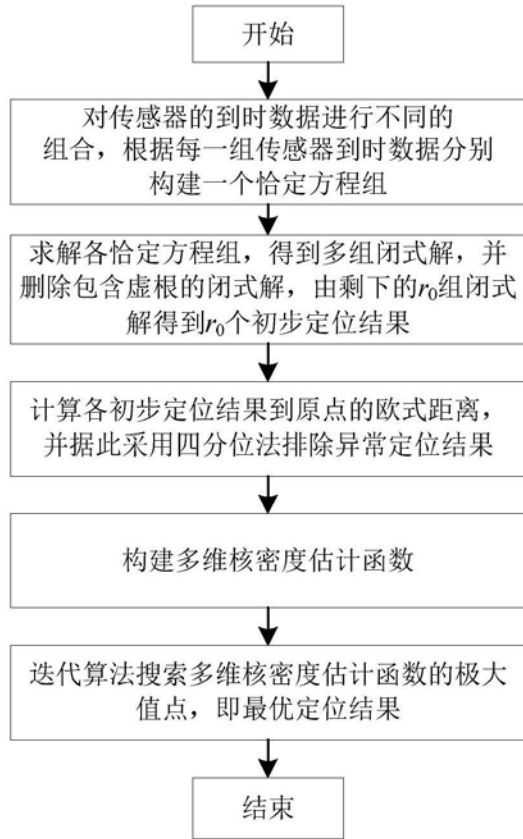 开始
对传感器的到时数据进行不同的
组合，根据每一组传感器到时数据分别
构建一个恰定方程组
求解各恰定方程组，得到多组闭式解，并
删除包含虚根的闭式解，由剩下的r₀组闭式
解得到r₀个初步定位结果
计算各初步定位结果到原点的欧式距离，
并据此采用四分位法排除异常定位结果
构建多维核密度估计函数
迭代算法搜索多维核密度估计函数的极大
值点，即最优定位结果
结束